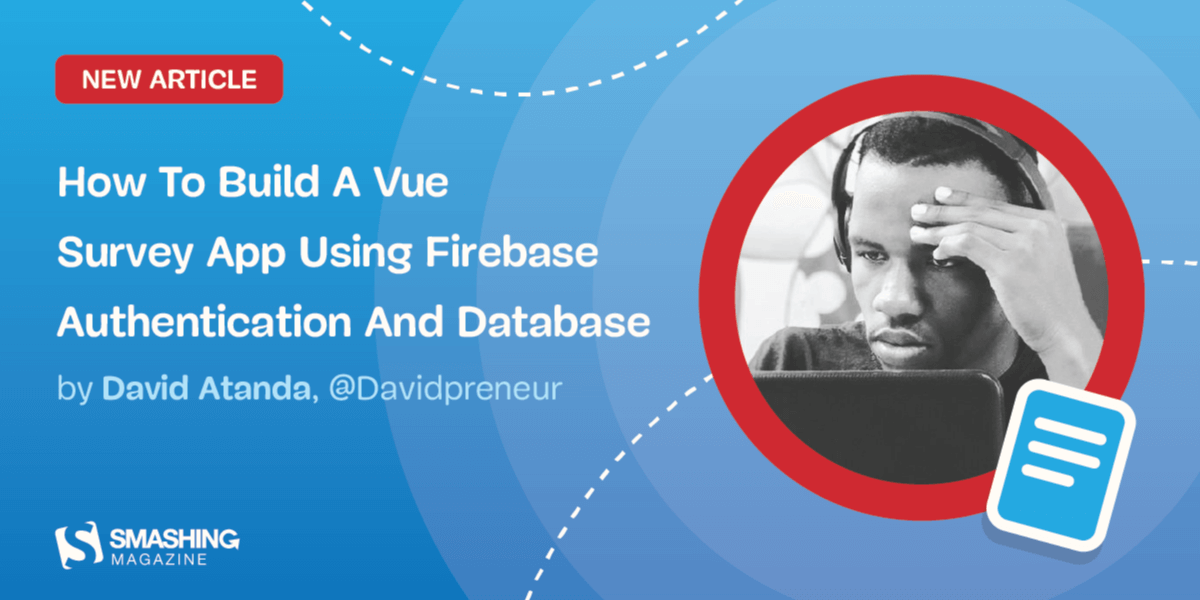 NEW ARTICLE
How To Build A Vue
Survey App Using Firebase
Authentication And Database
by David Atanda, @Davidpreneur
SMASHING
MAGAZINE